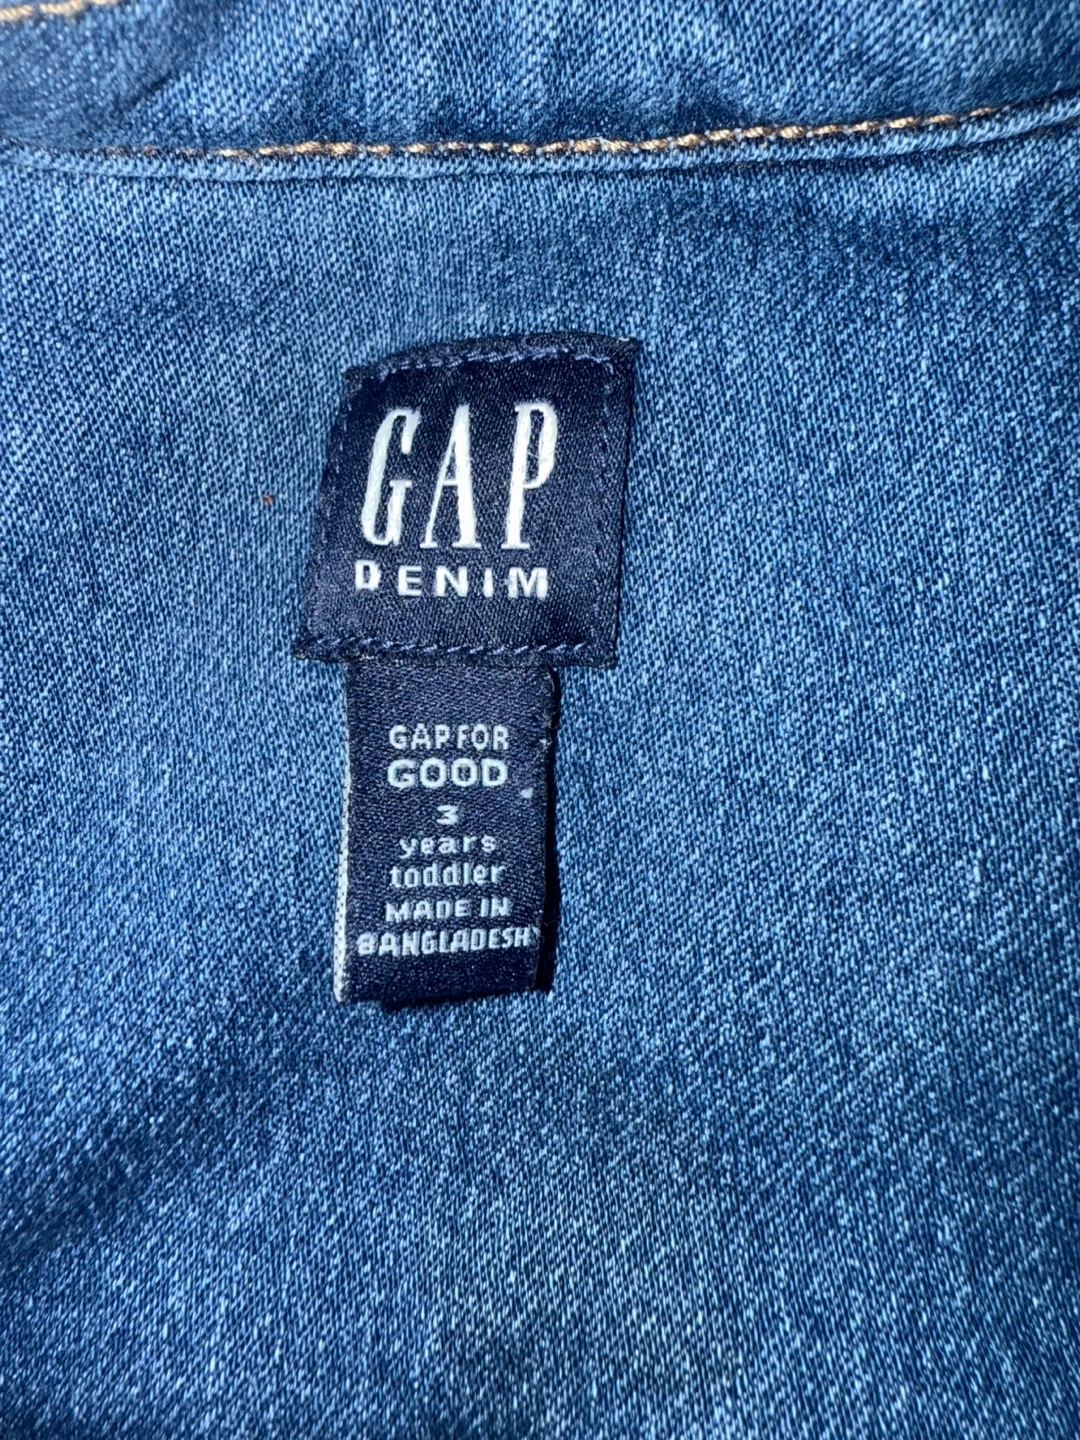 GAP
DENIM
GAP FOR
GOOD
3
years
toddler
MADE IN
BANGLADESH